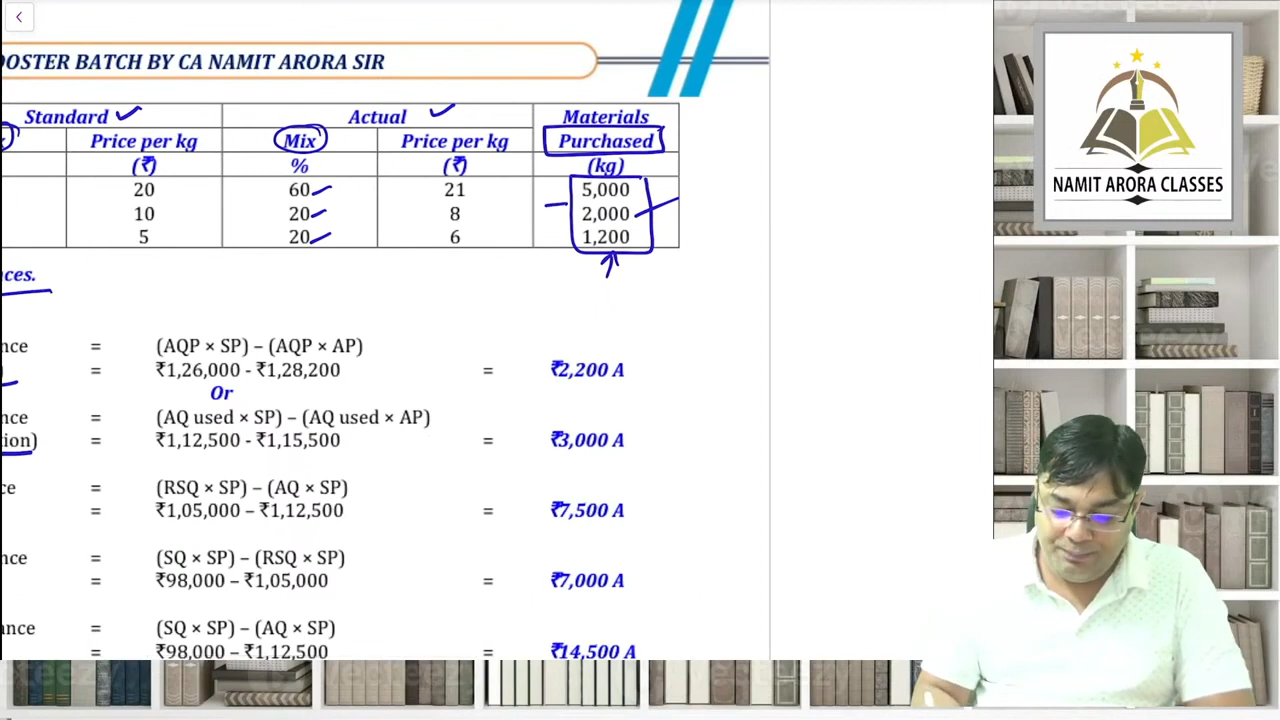 OOSTER BATCH BY CA NAMIT ARORA SIR
Standard Actual Materials
Price per kg Mix Price per kg Purchased
(₹) % (₹) (kg)
20 60 21 5,000
10 20 8 2,000
5 20 6 1,200
ces.
nce = (AQP × SP) – (AQP × AP)
= ₹1,26,000 - ₹1,28,200 = ₹2,200 A
Or
nce = (AQ used × SP) – (AQ used × AP)
tion) = ₹1,12,500 - ₹1,15,500 = ₹3,000 A
ce = (RSQ × SP) – (AQ × SP)
= ₹1,05,000 – ₹1,12,500 = ₹7,500 A
nce = (SQ × SP) – (RSQ × SP)
= ₹98,000 – ₹1,05,000 = ₹7,000 A
ance = (SQ × SP) – (AQ × SP)
= ₹98,000 – ₹1,12,500 = ₹14,500 A
NAMIT ARORA CLASSES